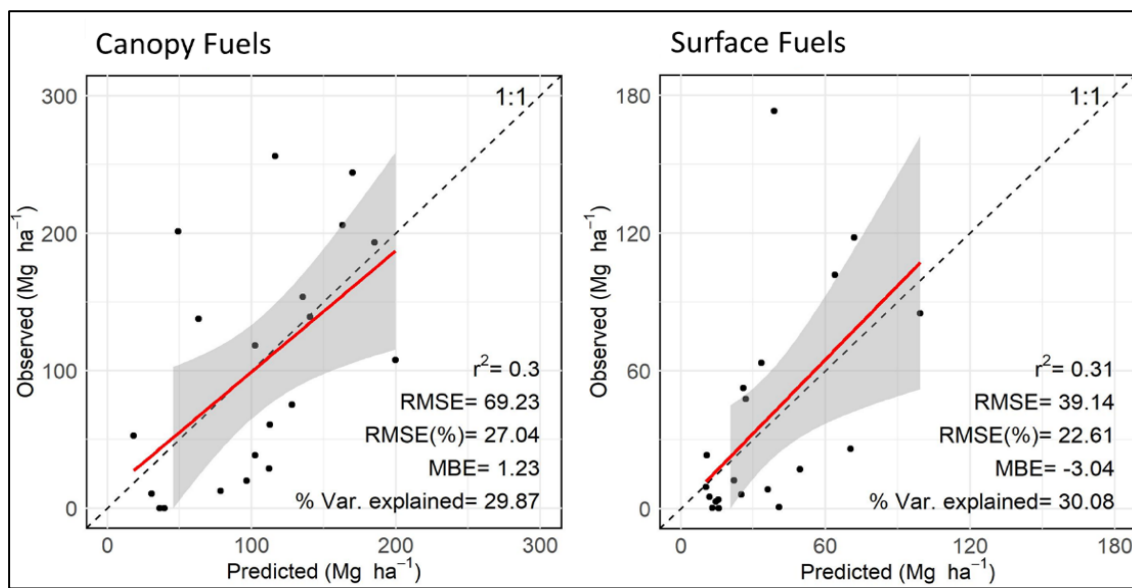 Canopy Fuels
1:1
300
200
100
0
Observed (Mg ha⁻¹)
r²= 0.3
RMSE= 69.23
RMSE(%)= 27.04
MBE= 1.23
% Var. explained= 29.87
0 100 200 300
Predicted (Mg ha⁻¹)
Surface Fuels
1:1
180
120
60
0
Observed (Mg ha⁻¹)
r²= 0.31
RMSE= 39.14
RMSE(%)= 22.61
MBE= -3.04
% Var. explained= 30.08
0 60 120 180
Predicted (Mg ha⁻¹)